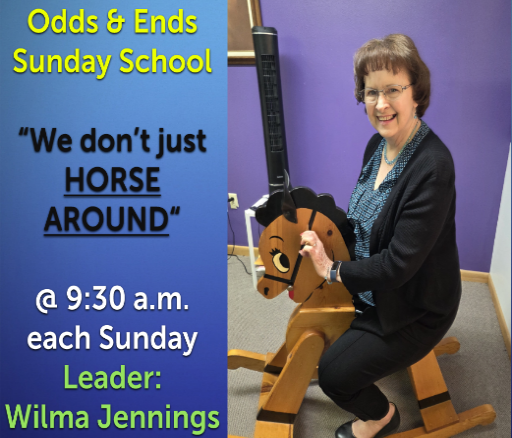 Odds & Ends
Sunday School
“We don’t just
HORSE
AROUND“
@ 9:30 a.m.
each Sunday
Leader:
Wilma Jennings